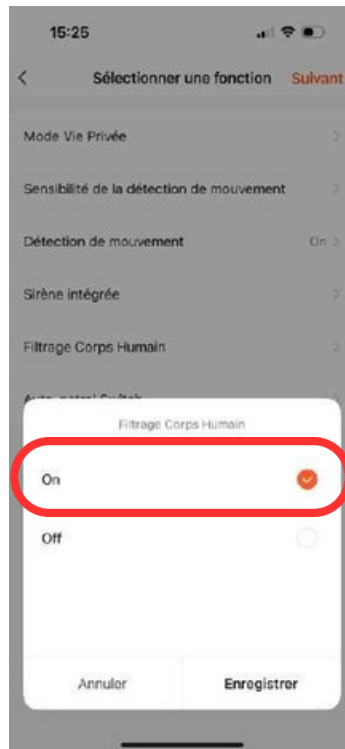 15:25
Sélectionner une fonction Suivant
Mode Vie Privée
Sensibilité de la détection de mouvement
Détection de mouvement On
Sirène intégrée
Filtrage Corps Humain
Filtrage Corps Humain
On
Off
Annuler Enregistrer